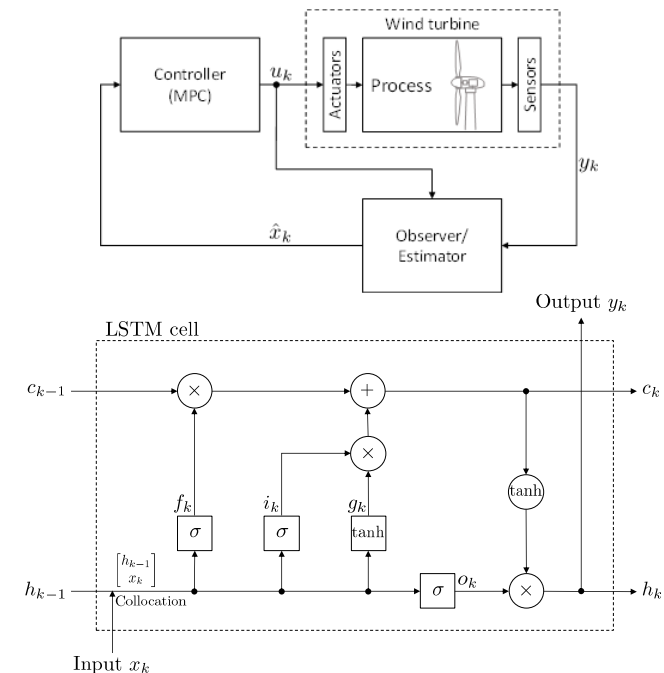 Wind turbine
Controller
(MPC)
u_k
Actuators
Process
Sensors
y_k
x̂_k
Observer/
Estimator
Output y_k
LSTM cell
c_{k−1}
×
+
c_k
×
f_k
i_k
g_k
tanh
σ
σ
tanh
h_{k−1}
[h_{k−1}
x_k]
Collocation
σ
o_k
×
h_k
Input x_k